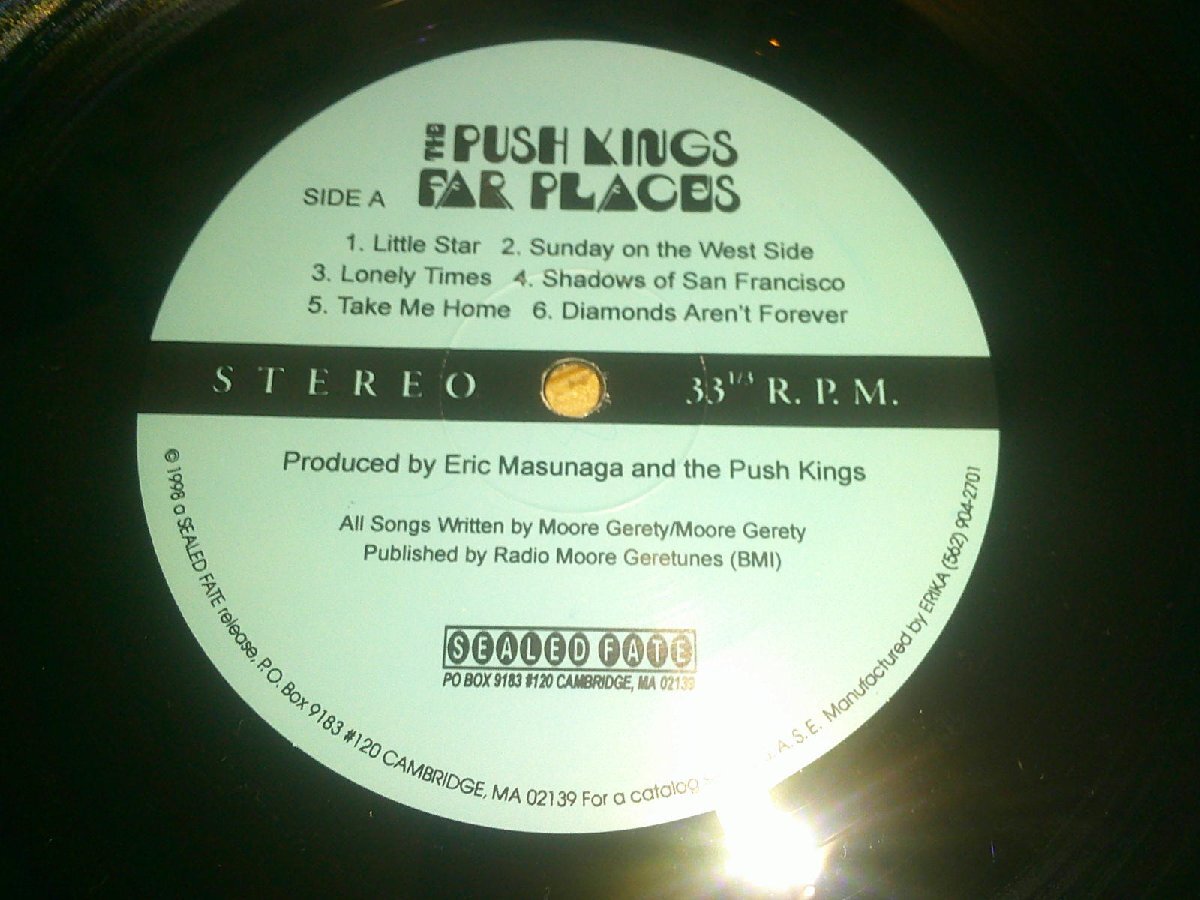 THE PUSH KINGS
FAR PLACES
SIDE A
1. Little Star 2. Sunday on the West Side
3. Lonely Times 4. Shadows of San Francisco
5. Take Me Home 6. Diamonds Aren't Forever
STEREO 33 1/3 R. P. M.
Produced by Eric Masunaga and the Push Kings
All Songs Written by Moore Gerety/Moore Gerety
Published by Radio Moore Geretunes (BMI)
SEALED FATE
PO BOX 9183 #120 CAMBRIDGE, MA 02139
© 1998 o SEALED FATE release, P.O. Box 9183 #120 CAMBRIDGE, MA 02139 For a catalog A. S. E. Manufactured by ERIKA (562) 904-2701